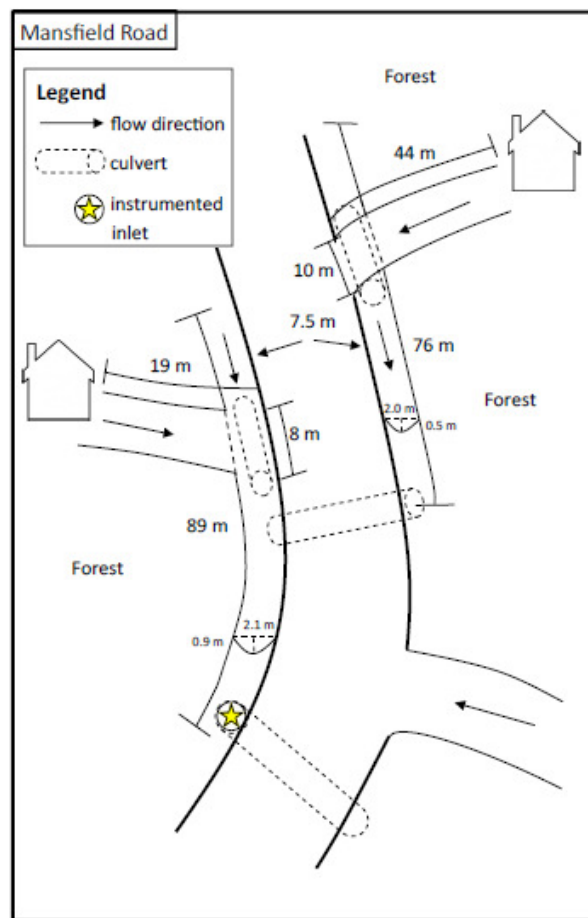 Mansfield Road
Legend
flow direction
culvert
instrumented
inlet
Forest
44 m
10 m
7.5 m
76 m
19 m
8 m
2.0 m
0.5 m
Forest
89 m
Forest
2.1 m
0.9 m